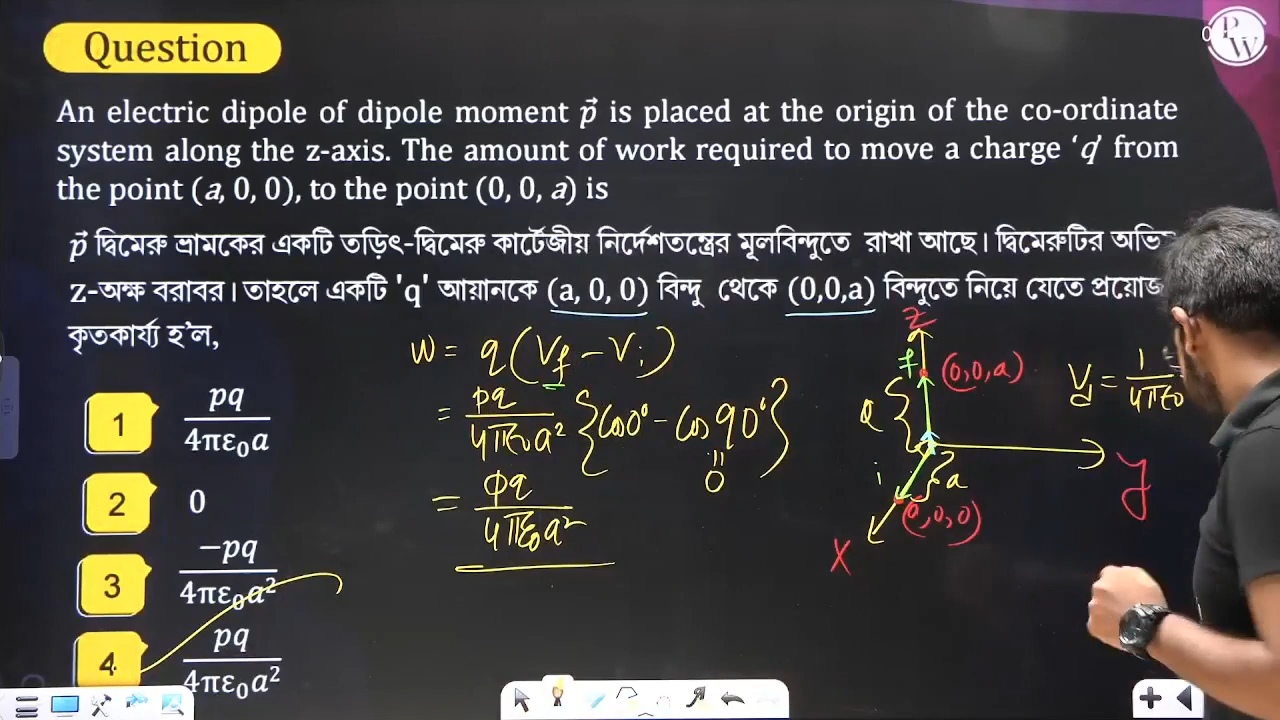 Question
PW
An electric dipole of dipole moment p⃗ is placed at the origin of the co-ordinate
system along the z-axis. The amount of work required to move a charge ‘q’ from
the point (a, 0, 0), to the point (0, 0, a) is
p⃗ দ্বিমেরু ভ্রামকের একটি তড়িৎ-দ্বিমেরু কার্টেজীয় নির্দেশতন্ত্রের মূলবিন্দুতে রাখা আছে। দ্বিমেরুটির
z-অক্ষ বরাবর। তাহলে একটি 'q' আয়ানকে (a, 0, 0) বিন্দু থেকে (0,0,a) বিন্দুতে নিয়ে যেতে
কৃতকার্য্য হ'ল,
1 pq/4πε₀a
2 0
3 −pq/4πε₀a²
4 pq/4πε₀a²
W = q(Vf − Vi)
= pq/4πε₀a² {cos0° − cos90°}
0
= pq/4πε₀a²
z
f (0,0,a)
a
i a
(a,0,0)
y
x
Vd = 1/4πε₀